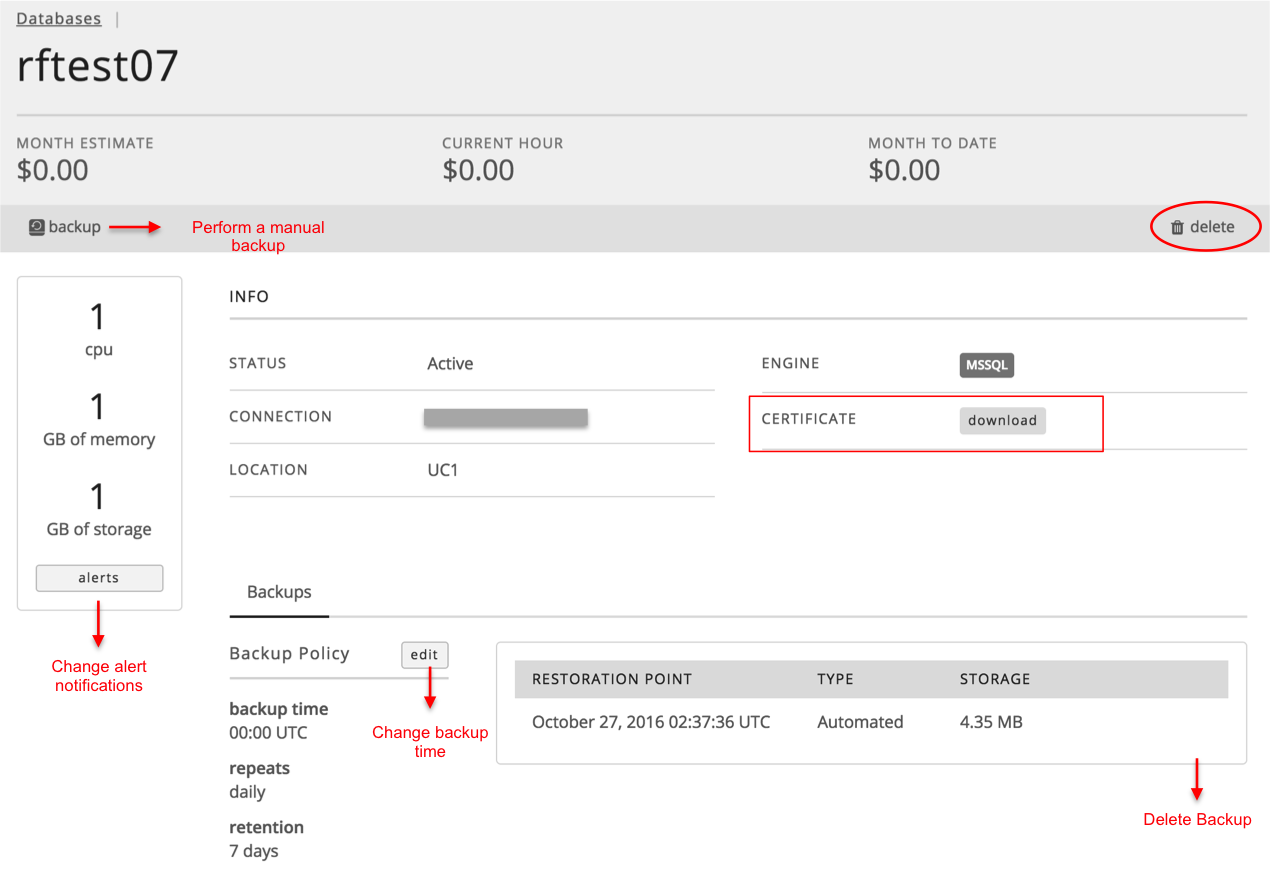 Databases |
rftest07
MONTH ESTIMATE
$0.00
CURRENT HOUR
$0.00
MONTH TO DATE
$0.00
backup
Perform a manual
backup
delete
1
cpu
1
GB of memory
1
GB of storage
alerts
Change alert
notifications
INFO
STATUS Active
CONNECTION
LOCATION UC1
ENGINE MSSQL
CERTIFICATE download
Backups
Backup Policy edit
backup time
00:00 UTC
repeats
daily
retention
7 days
Change backup
time
RESTORATION POINT TYPE STORAGE
October 27, 2016 02:37:36 UTC Automated 4.35 MB
Delete Backup